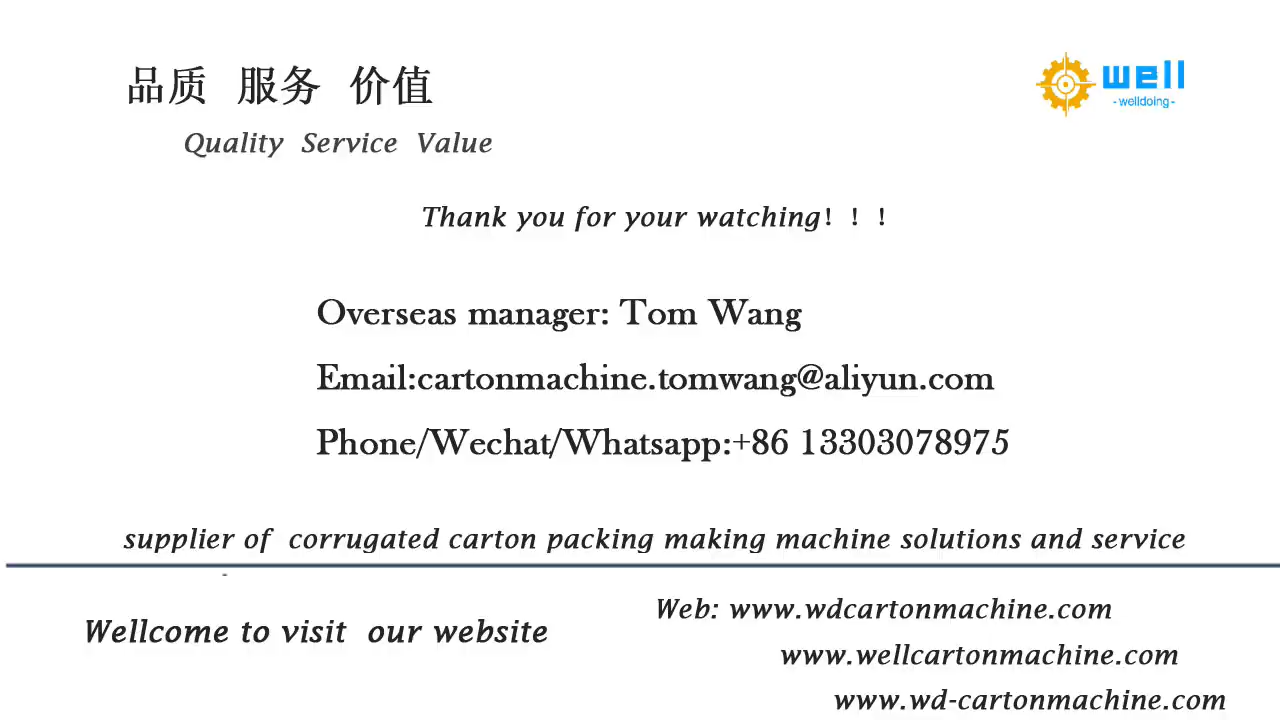 品质 服务 价值
well
-welldoing-
Quality Service Value
Thank you for your watching！！！
Overseas manager: Tom Wang
Email:cartonmachine.tomwang@aliyun.com
Phone/Wechat/Whatsapp:+86 13303078975
supplier of corrugated carton packing making machine solutions and service
Wellcome to visit our website
Web: www.wdcartonmachine.com
www.wellcartonmachine.com
www.wd-cartonmachine.com